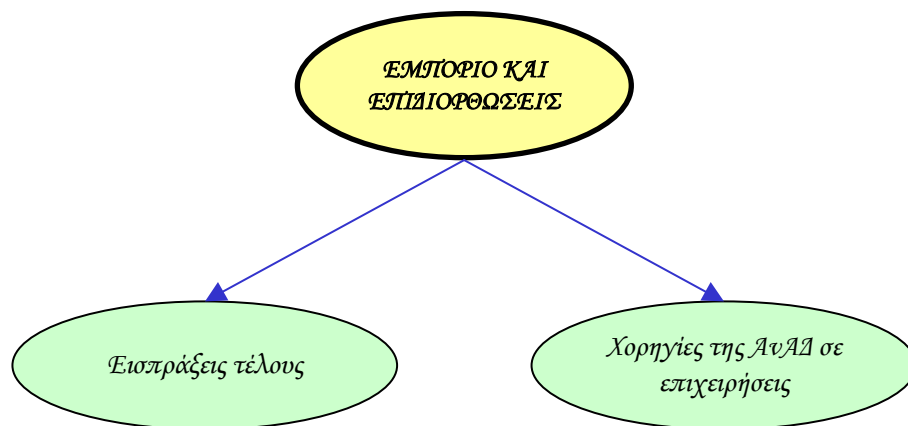 ΕΜΠΟΡΙΟ ΚΑΙ
ΕΠΙΔΙΟΡΘΩΣΕΙΣ
Εισπράξεις τέλους
Χορηγίες της ΑνΑΔ σε
επιχειρήσεις